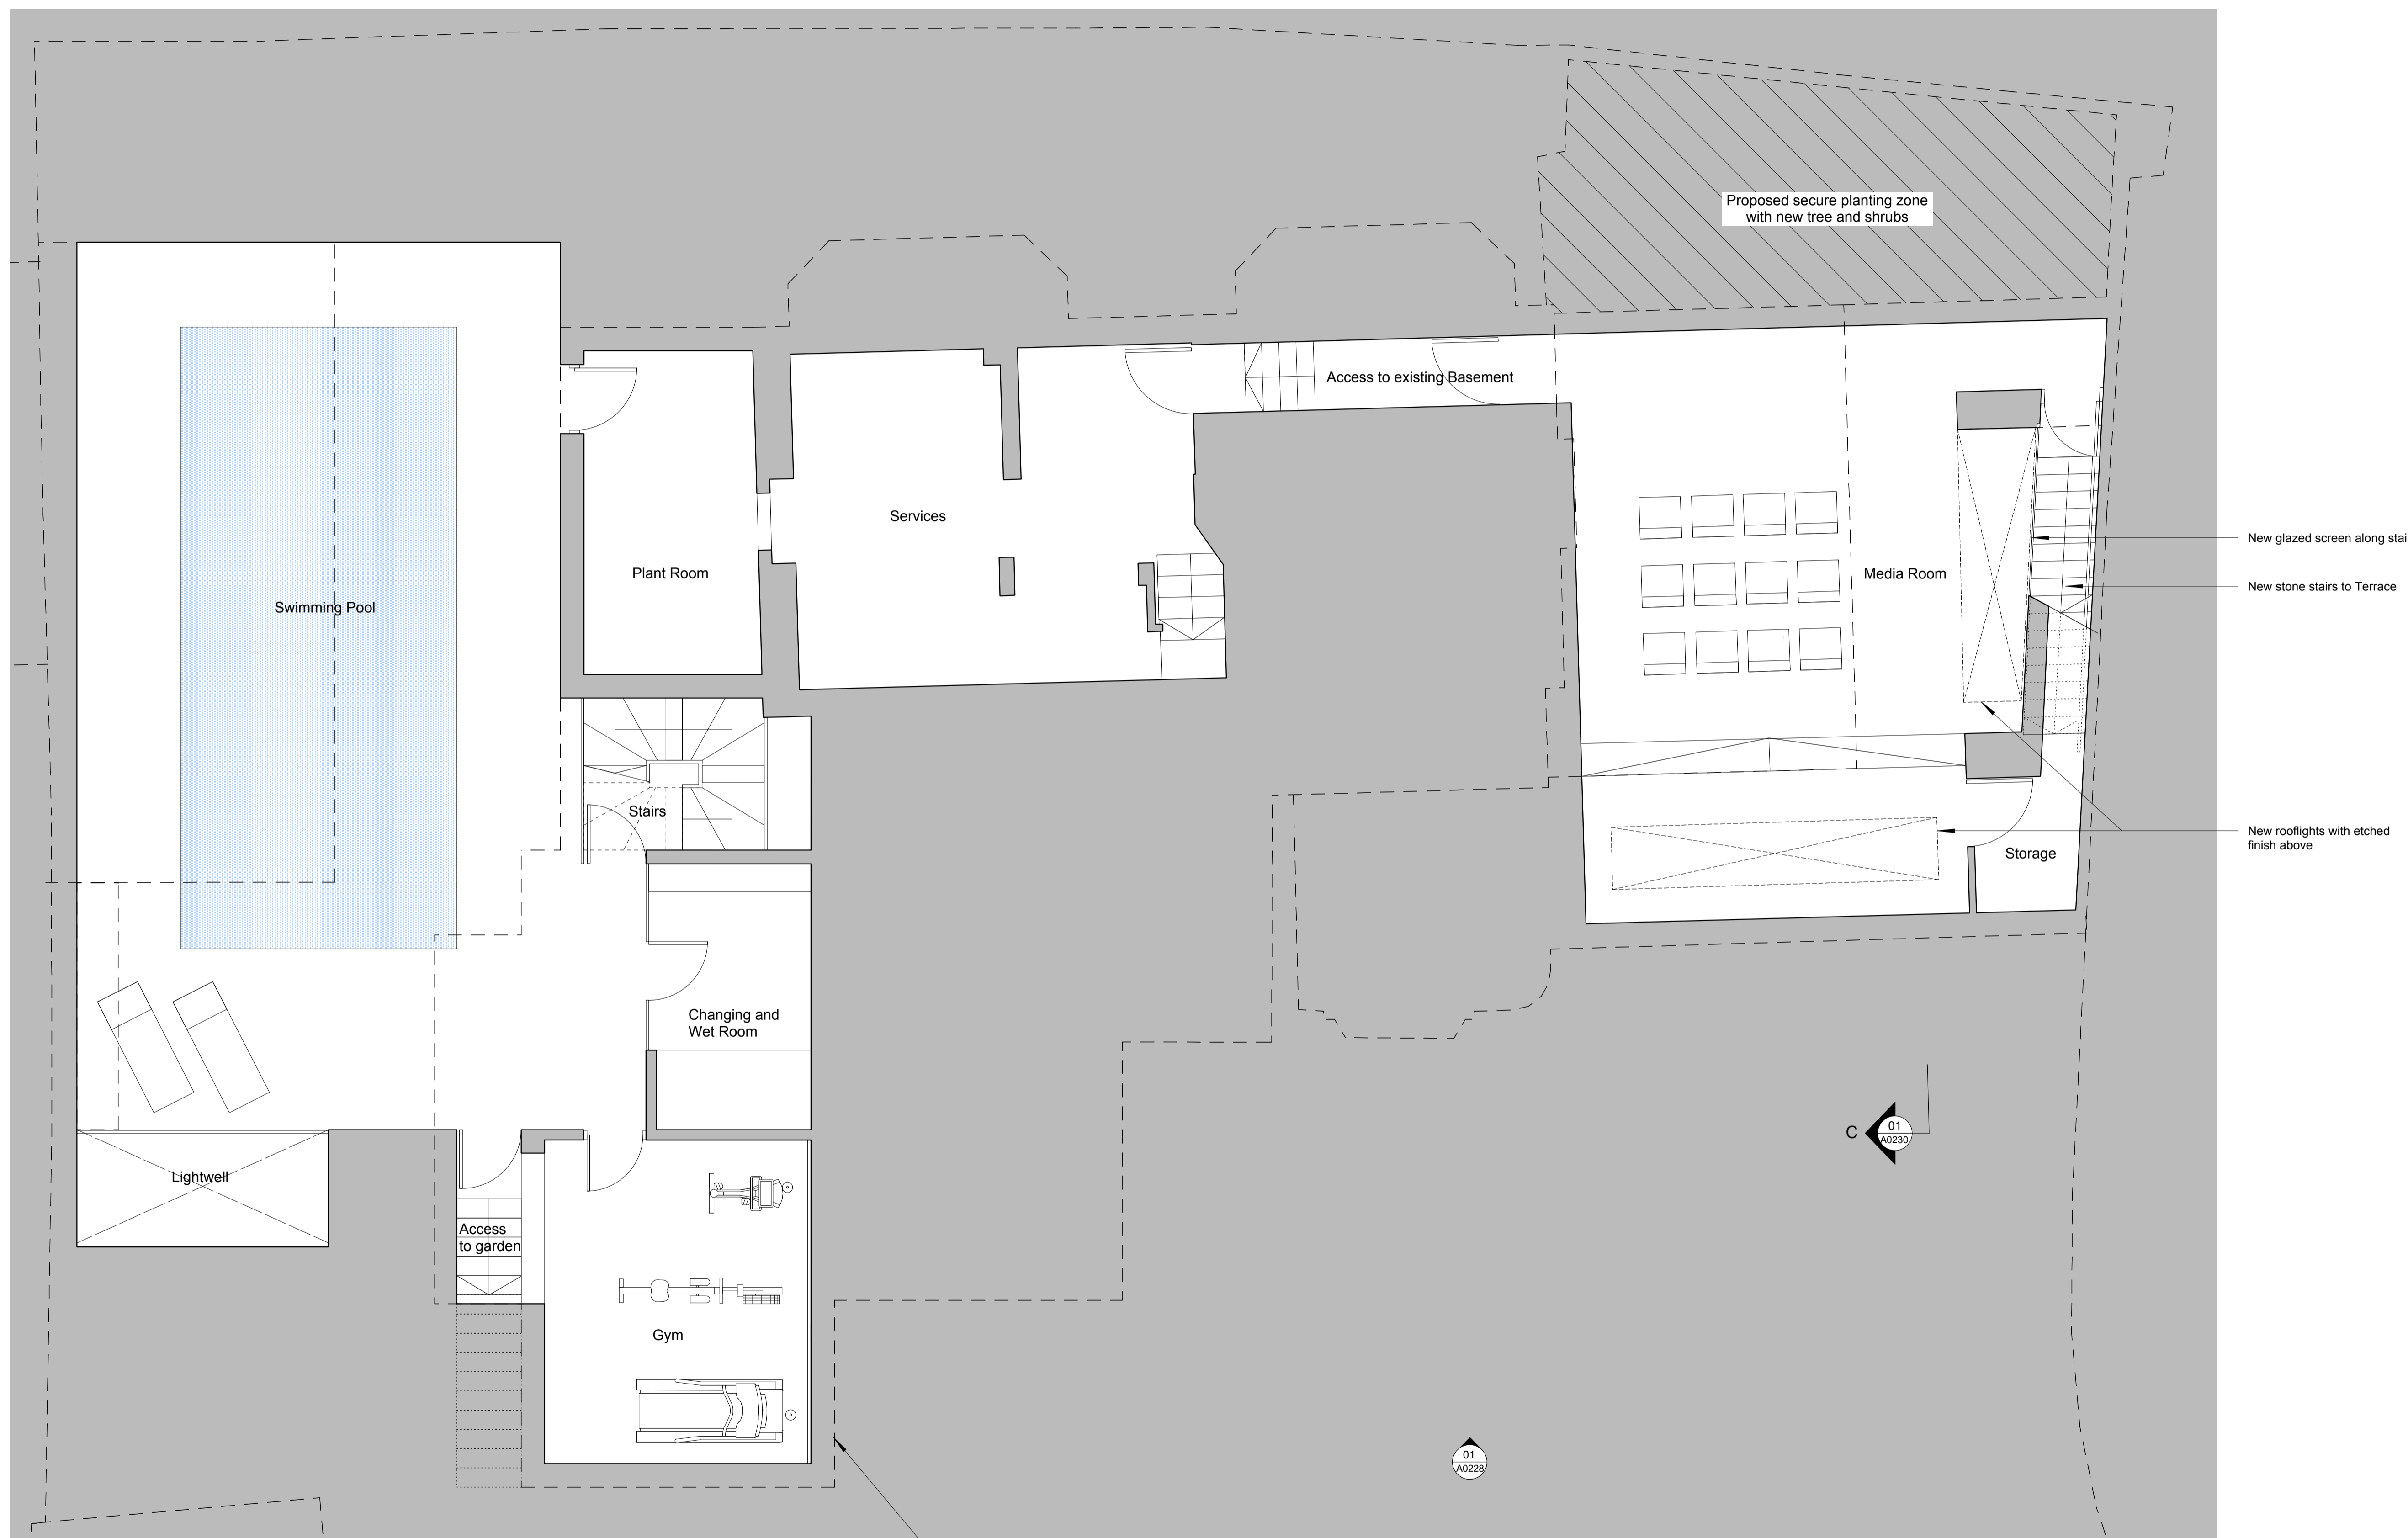 Proposed secure planting zone
with new tree and shrubs
Access to existing Basement
Services
Plant Room
Media Room
Swimming Pool
New glazed screen along stai
New stone stairs to Terrace
Stairs
New rooflights with etched
finish above
Storage
Changing and
Wet Room
C
01
A0230
Lightwell
Access
to garden
Gym
01
A0228